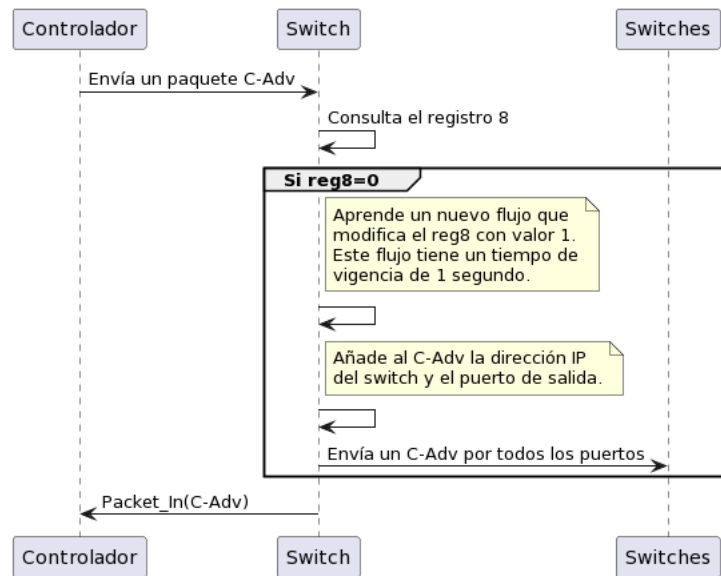 Controlador
Switch
Switches
Envía un paquete C-Adv
Consulta el registro 8
Si reg8=0
Aprende un nuevo flujo que
modifica el reg8 con valor 1.
Este flujo tiene un tiempo de
vigencia de 1 segundo.
Añade al C-Adv la dirección IP
del switch y el puerto de salida.
Envía un C-Adv por todos los puertos
Packet_In(C-Adv)
Controlador
Switch
Switches